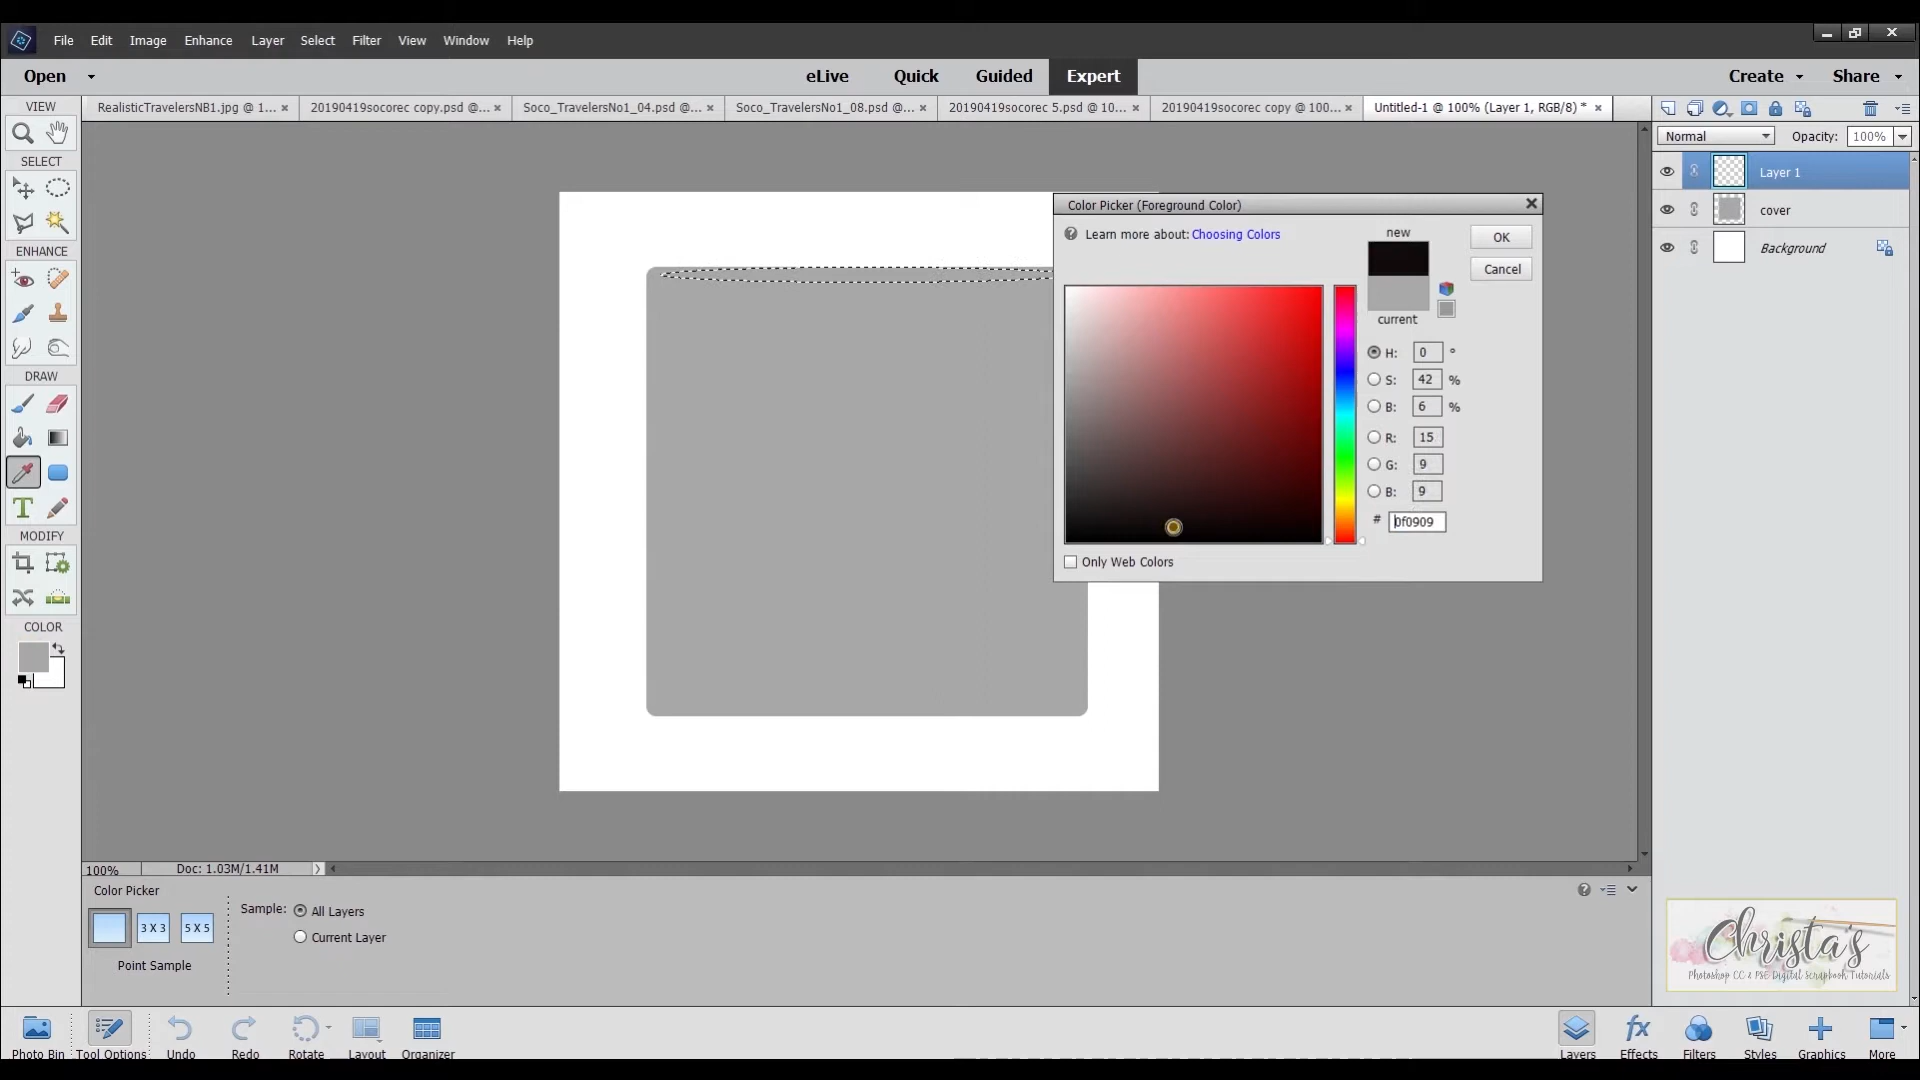 File Edit Image Enhance Layer Select Filter View Window Help
Open eLive Quick Guided Expert Create Share
VIEW RealisticTravelersNB1.jpg @ 1... 20190419socorec copy.psd @... Soco_TravelersNo1_04.psd @... Soco_TravelersNo1_08.psd @... 20190419socorec 5.psd @ 10... 20190419socorec copy @ 100... Untitled-1 @ 100% (Layer 1, RGB/8) *
Normal Opacity: 100%
SELECT
Layer 1
cover
Background
ENHANCE
DRAW
T
MODIFY
COLOR
Color Picker (Foreground Color)
Learn more about: Choosing Colors
new
OK
Cancel
current
H: 0 °
S: 42 %
B: 6 %
R: 15
G: 9
B: 9
# 0f0909
Only Web Colors
100% Doc: 1.03M/1.41M
Color Picker
3 X 3 5 X 5
Point Sample
Sample: All Layers
Current Layer
Christa's
Photoshop CC & PSE Digital Scrapbook Tutorials
Photo Bin Tool Options Undo Redo Rotate Layout Organizer fx Layers Effects Filters Styles Graphics More